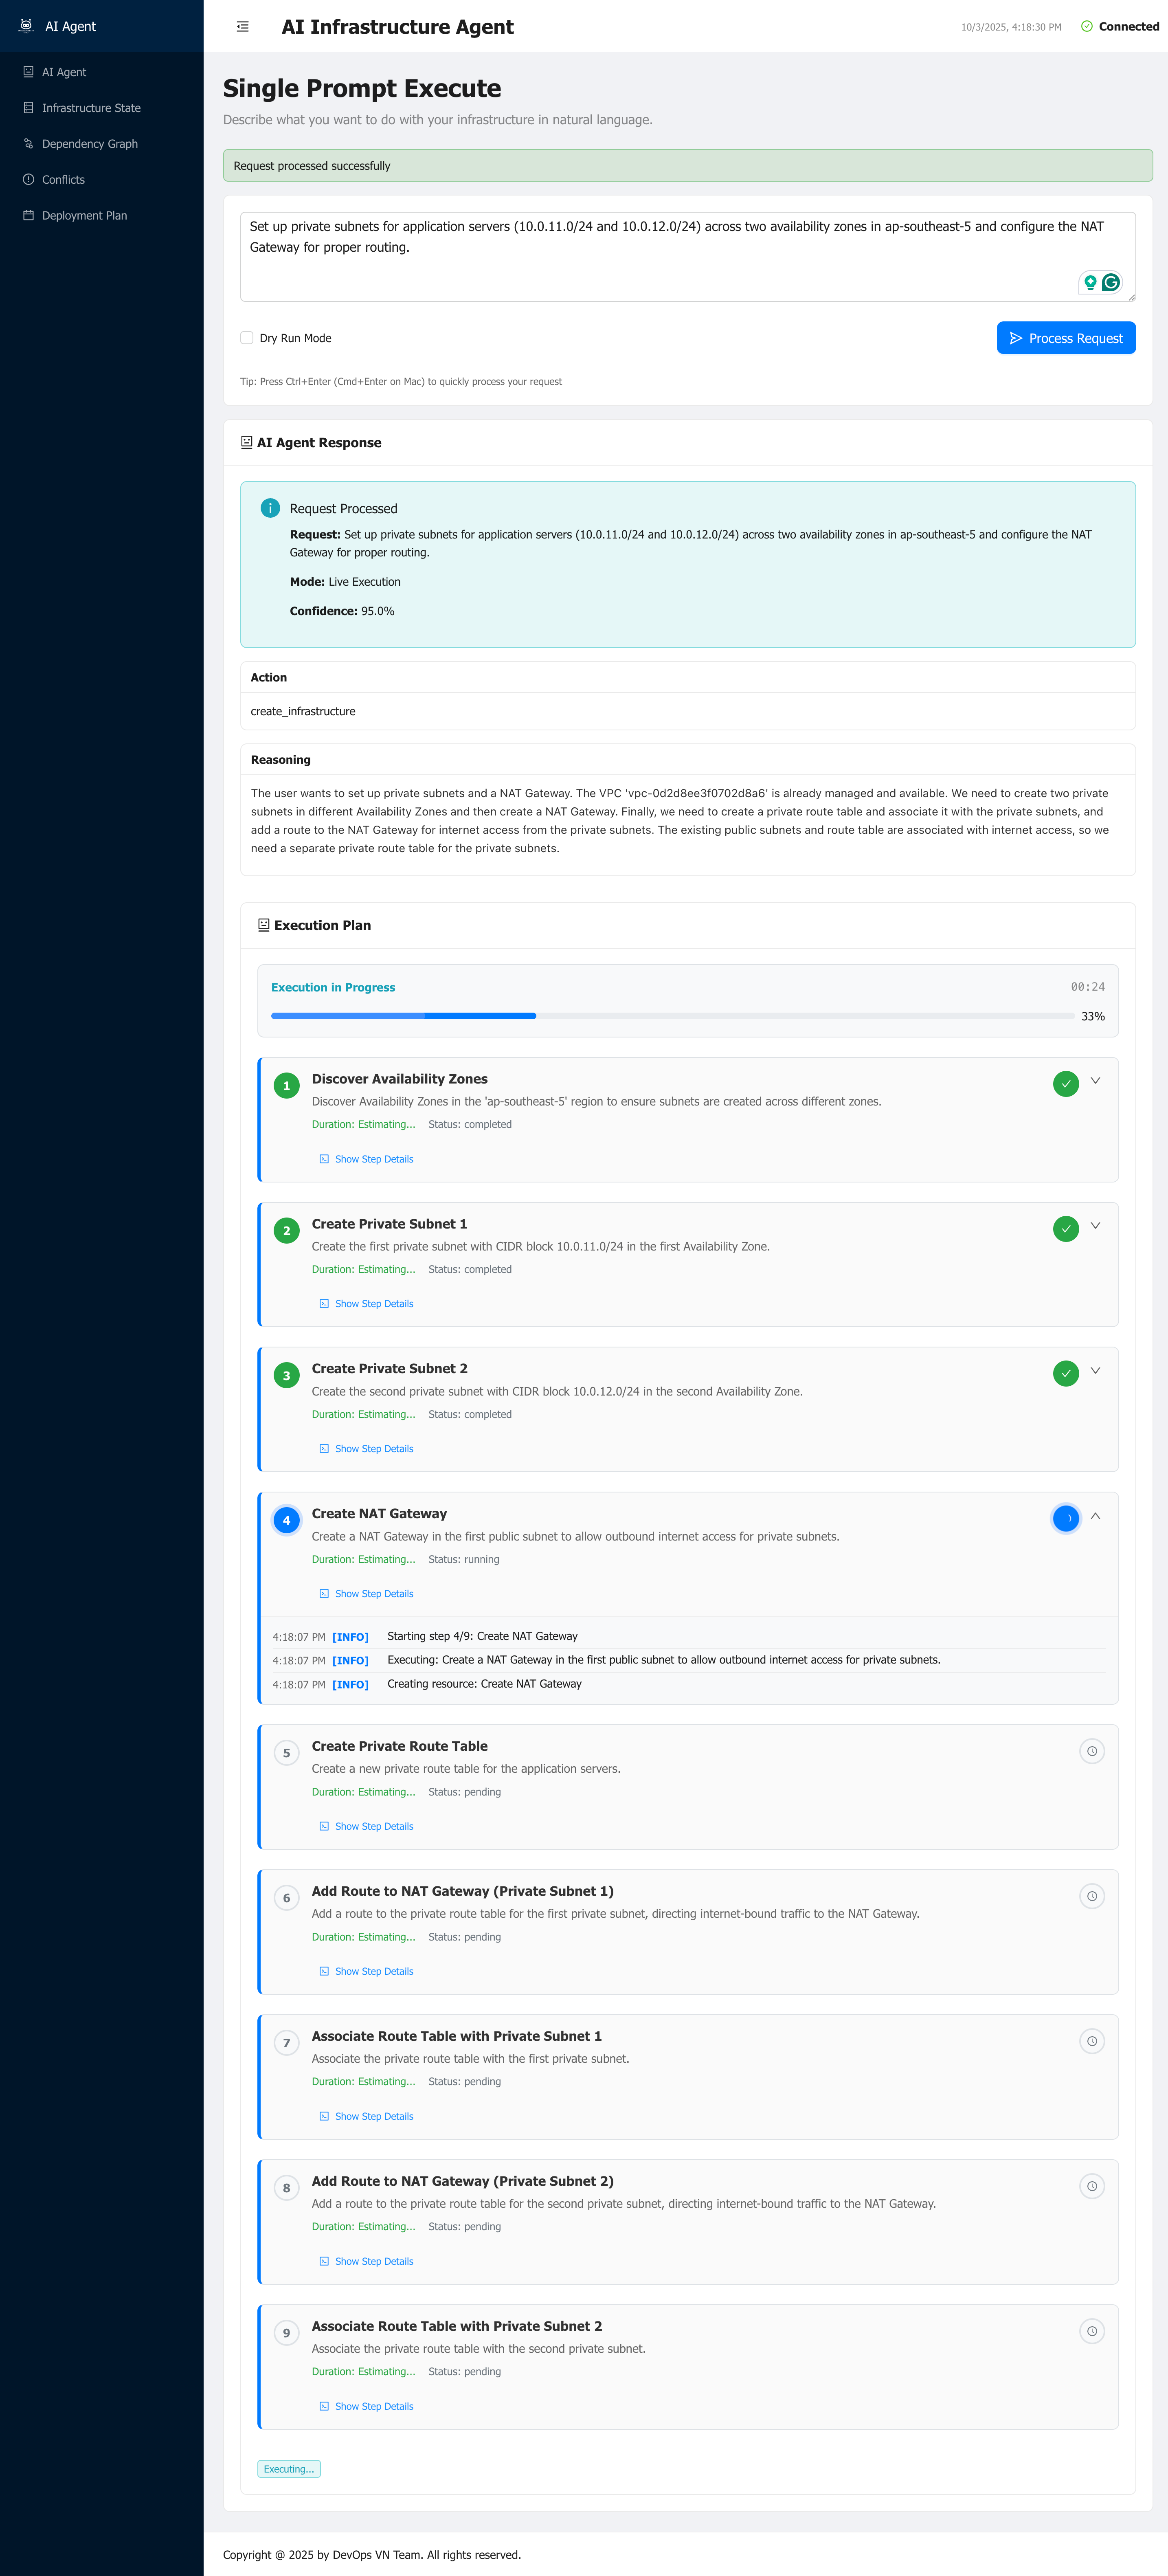 AI Agent
AI Infrastructure Agent
10/3/2025, 4:18:30 PM
Connected
AI Agent
Infrastructure State
Dependency Graph
Conflicts
Deployment Plan
Single Prompt Execute
Describe what you want to do with your infrastructure in natural language.
Request processed successfully
Set up private subnets for application servers (10.0.11.0/24 and 10.0.12.0/24) across two availability zones in ap-southeast-5 and configure the NAT
Gateway for proper routing.
Dry Run Mode
Process Request
Tip: Press Ctrl+Enter (Cmd+Enter on Mac) to quickly process your request
AI Agent Response
Request Processed
Request: Set up private subnets for application servers (10.0.11.0/24 and 10.0.12.0/24) across two availability zones in ap-southeast-5 and configure the NAT
Gateway for proper routing.
Mode: Live Execution
Confidence: 95.0%
Action
create_infrastructure
Reasoning
The user wants to set up private subnets and a NAT Gateway. The VPC 'vpc-0d2d8ee3f0702d8a6' is already managed and available. We need to create two private
subnets in different Availability Zones and then create a NAT Gateway. Finally, we need to create a private route table and associate it with the private subnets, and
add a route to the NAT Gateway for internet access from the private subnets. The existing public subnets and route table are associated with internet access, so we
need a separate private route table for the private subnets.
Execution Plan
Execution in Progress
00:24
33%
1
Discover Availability Zones
Discover Availability Zones in the 'ap-southeast-5' region to ensure subnets are created across different zones.
Duration: Estimating... Status: completed
Show Step Details
2
Create Private Subnet 1
Create the first private subnet with CIDR block 10.0.11.0/24 in the first Availability Zone.
Duration: Estimating... Status: completed
Show Step Details
3
Create Private Subnet 2
Create the second private subnet with CIDR block 10.0.12.0/24 in the second Availability Zone.
Duration: Estimating... Status: completed
Show Step Details
4
Create NAT Gateway
Create a NAT Gateway in the first public subnet to allow outbound internet access for private subnets.
Duration: Estimating... Status: running
Show Step Details
4:18:07 PM [INFO] Starting step 4/9: Create NAT Gateway
4:18:07 PM [INFO] Executing: Create a NAT Gateway in the first public subnet to allow outbound internet access for private subnets.
4:18:07 PM [INFO] Creating resource: Create NAT Gateway
5
Create Private Route Table
Create a new private route table for the application servers.
Duration: Estimating... Status: pending
Show Step Details
6
Add Route to NAT Gateway (Private Subnet 1)
Add a route to the private route table for the first private subnet, directing internet-bound traffic to the NAT Gateway.
Duration: Estimating... Status: pending
Show Step Details
7
Associate Route Table with Private Subnet 1
Associate the private route table with the first private subnet.
Duration: Estimating... Status: pending
Show Step Details
8
Add Route to NAT Gateway (Private Subnet 2)
Add a route to the private route table for the second private subnet, directing internet-bound traffic to the NAT Gateway.
Duration: Estimating... Status: pending
Show Step Details
9
Associate Route Table with Private Subnet 2
Associate the private route table with the second private subnet.
Duration: Estimating... Status: pending
Show Step Details
Executing...
Copyright @ 2025 by DevOps VN Team. All rights reserved.